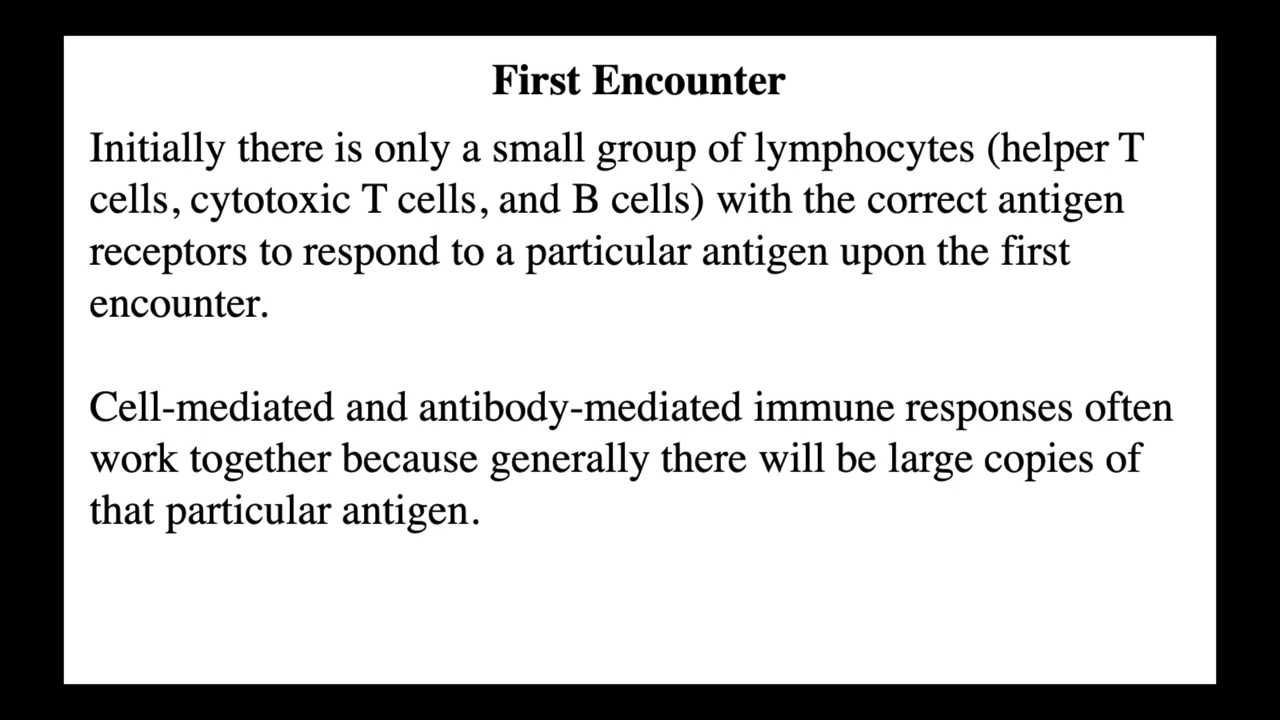 First Encounter
Initially there is only a small group of lymphocytes (helper T
cells, cytotoxic T cells, and B cells) with the correct antigen
receptors to respond to a particular antigen upon the first
encounter.
Cell-mediated and antibody-mediated immune responses often
work together because generally there will be large copies of
that particular antigen.